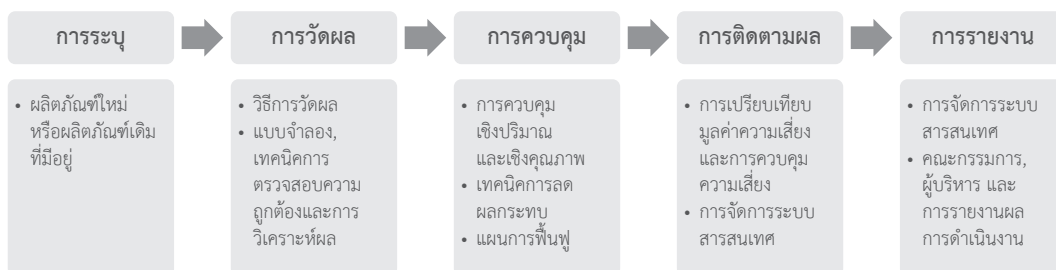 การระบุ
• ผลิตภัณฑ์ใหม่
หรือผลิตภัณฑ์เดิม
ที่มีอยู่
การวัดผล
• วิธีการวัดผล
• แบบจำลอง,
เทคนิคการ
ตรวจสอบความ
ถูกต้องและการ
วิเคราะห์ผล
การควบคุม
• การควบคุม
เชิงปริมาณ
และเชิงคุณภาพ
• เทคนิคการลด
ผลกระทบ
• แผนการฟื้นฟู
การติดตามผล
• การเปรียบเทียบ
มูลค่าความเสี่ยง
และการควบคุม
ความเสี่ยง
• การจัดการระบบ
สารสนเทศ
การรายงาน
• การจัดการระบบ
สารสนเทศ
• คณะกรรมการ,
ผู้บริหาร และ
การรายงานผล
การดำเนินงาน